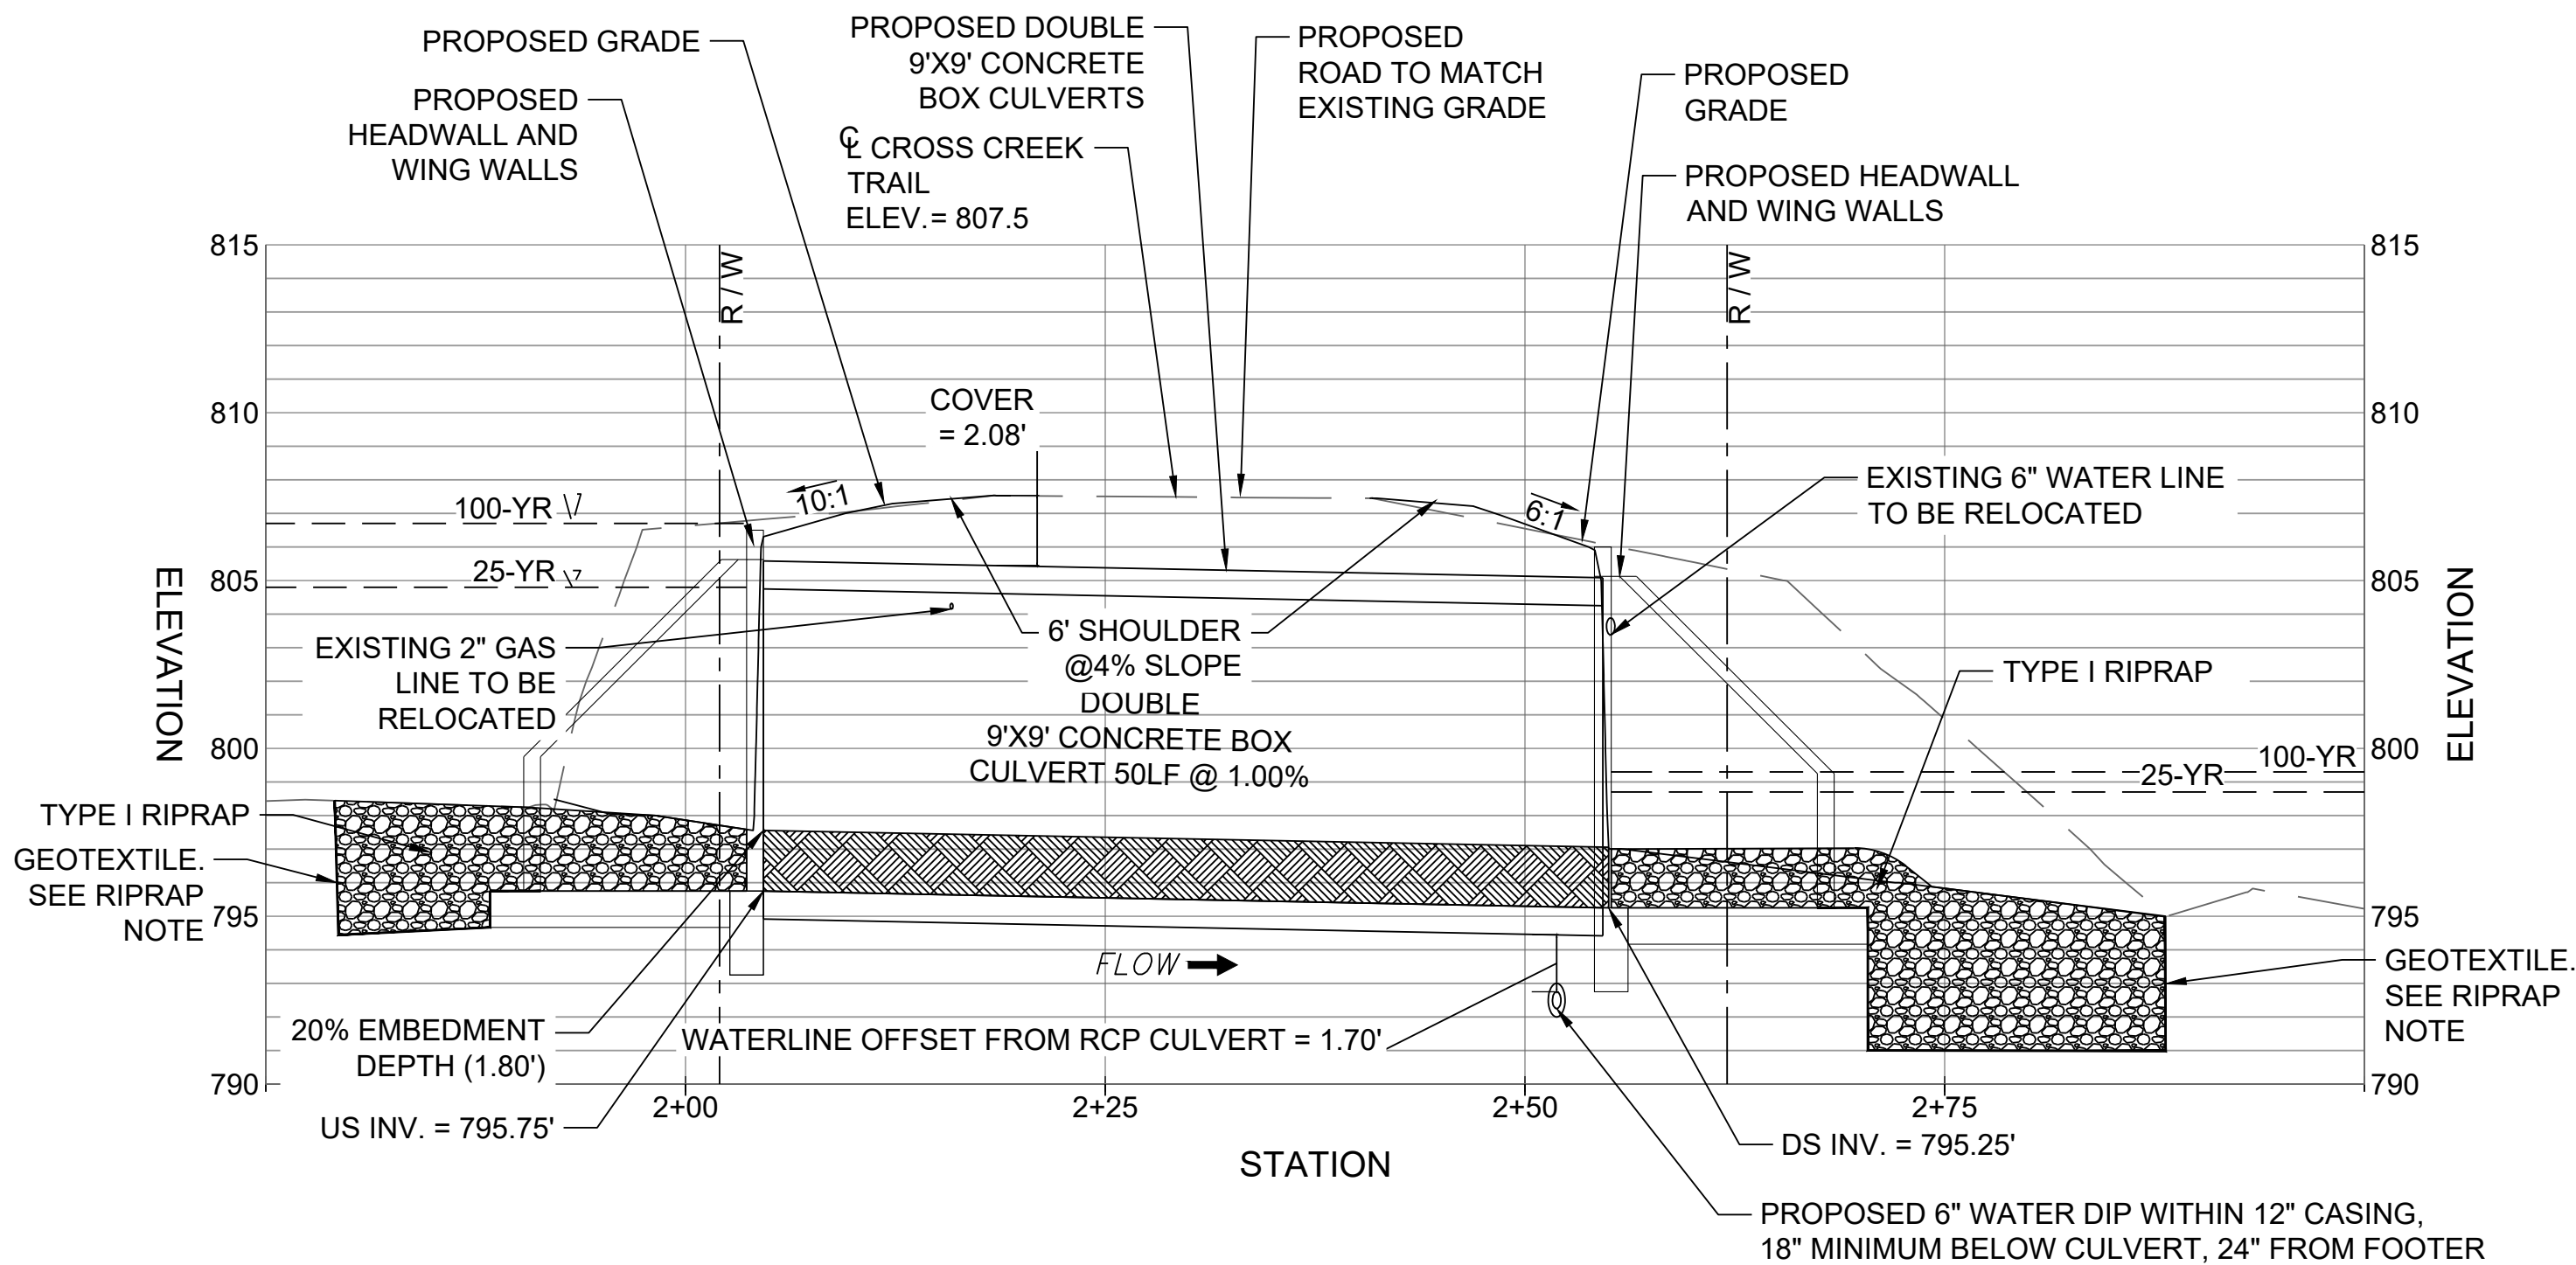 PROPOSED GRADE
PROPOSED
HEADWALL AND
WING WALLS
PROPOSED DOUBLE
9'X9' CONCRETE
BOX CULVERTS
℄ CROSS CREEK
TRAIL
ELEV.= 807.5
PROPOSED
ROAD TO MATCH
EXISTING GRADE
PROPOSED
GRADE
PROPOSED HEADWALL
AND WING WALLS
815
815
R / W
R / W
810
810
COVER
= 2.08'
100-YR
10:1
6:1
EXISTING 6" WATER LINE
TO BE RELOCATED
25-YR
805
805
ELEVATION
ELEVATION
EXISTING 2" GAS
LINE TO BE
RELOCATED
6' SHOULDER
@4% SLOPE
DOUBLE
9'X9' CONCRETE BOX
CULVERT 50LF @ 1.00%
TYPE I RIPRAP
800
800
100-YR
25-YR
TYPE I RIPRAP
GEOTEXTILE.
SEE RIPRAP
NOTE
795
795
FLOW
GEOTEXTILE.
SEE RIPRAP
NOTE
20% EMBEDMENT
DEPTH (1.80')
WATERLINE OFFSET FROM RCP CULVERT = 1.70'
790
790
2+00
2+25
2+50
2+75
US INV. = 795.75'
DS INV. = 795.25'
STATION
PROPOSED 6" WATER DIP WITHIN 12" CASING,
18" MINIMUM BELOW CULVERT, 24" FROM FOOTER